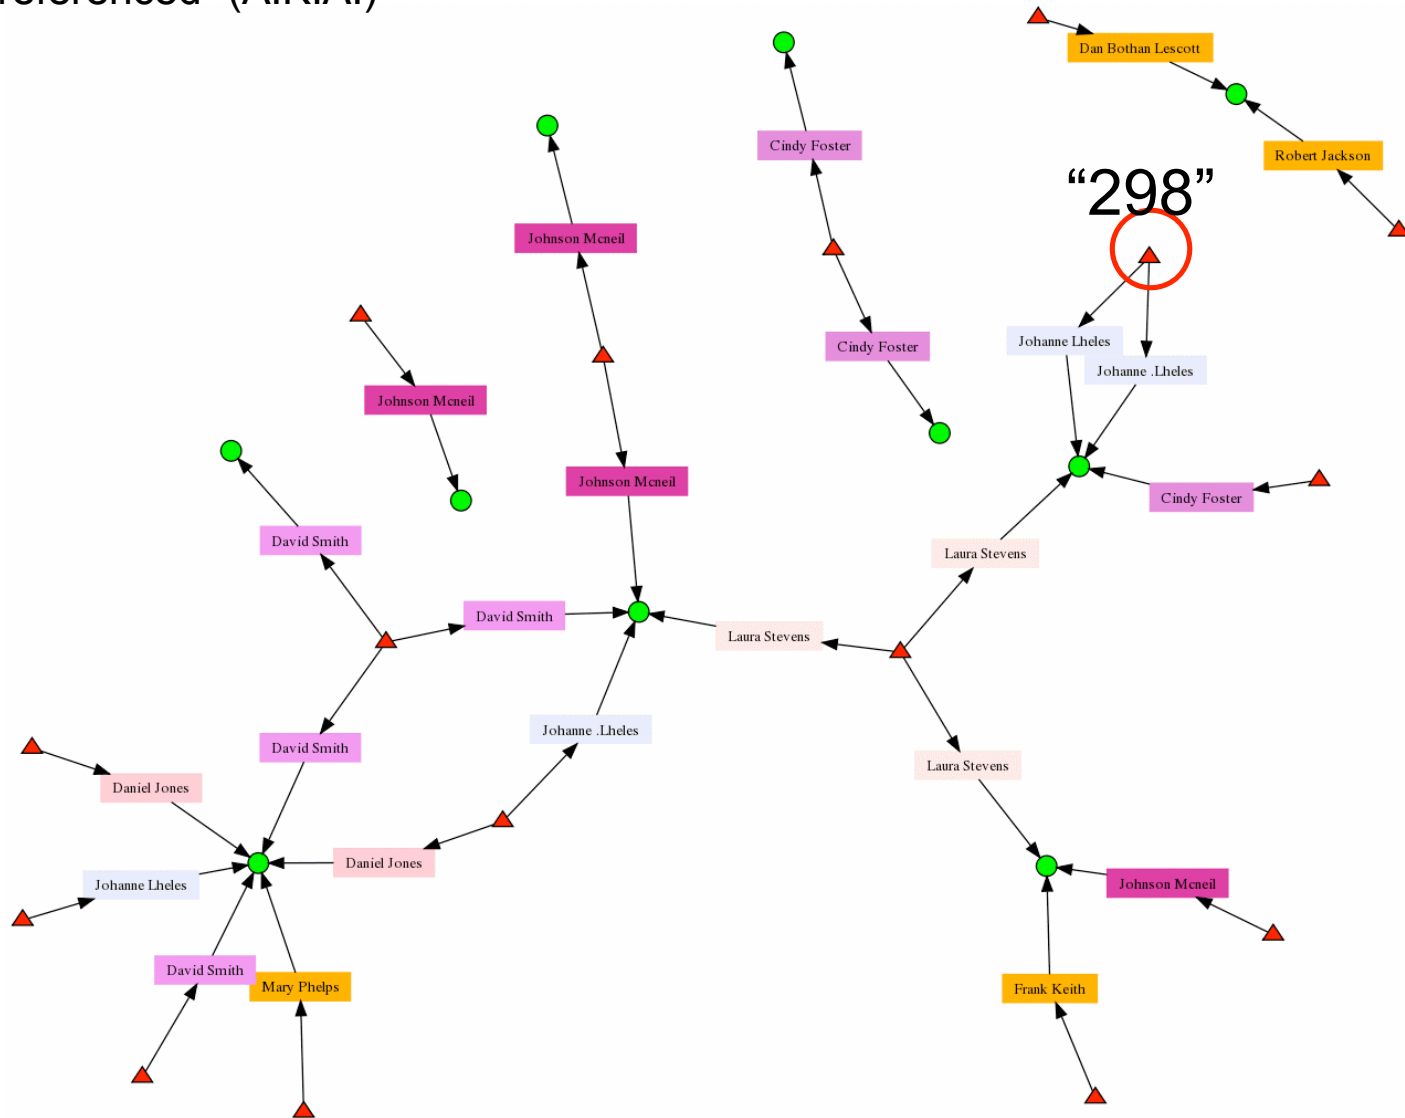 Dan Bothan Lescott
Cindy Foster
Robert Jackson
“298”
Johnson Mcneil
Johanne Lheles
Cindy Foster
Johanne .Lheles
Johnson Mcneil
Johnson Mcneil
Cindy Foster
David Smith
Laura Stevens
David Smith
Laura Stevens
Johanne .Lheles
David Smith
Laura Stevens
Daniel Jones
Daniel Jones
Johanne Lheles
Johnson Mcneil
David Smith
Mary Phelps
Frank Keith